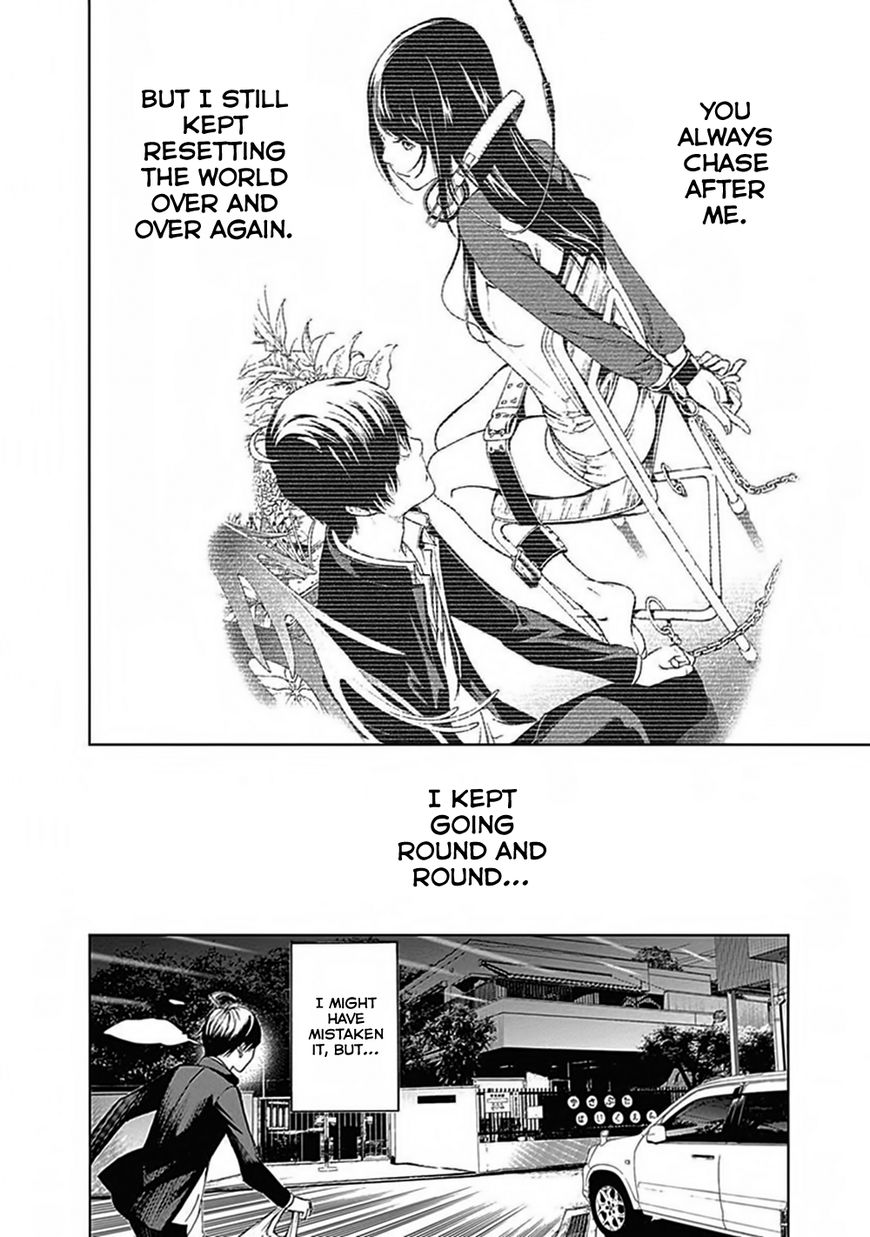 YOU
ALWAYS
CHASE
AFTER
ME.
BUT I STILL
KEPT
RESETTING
THE WORLD
OVER AND
OVER AGAIN.
I KEPT
GOING
ROUND AND
ROUND...
I MIGHT
HAVE
MISTAKEN
IT, BUT...